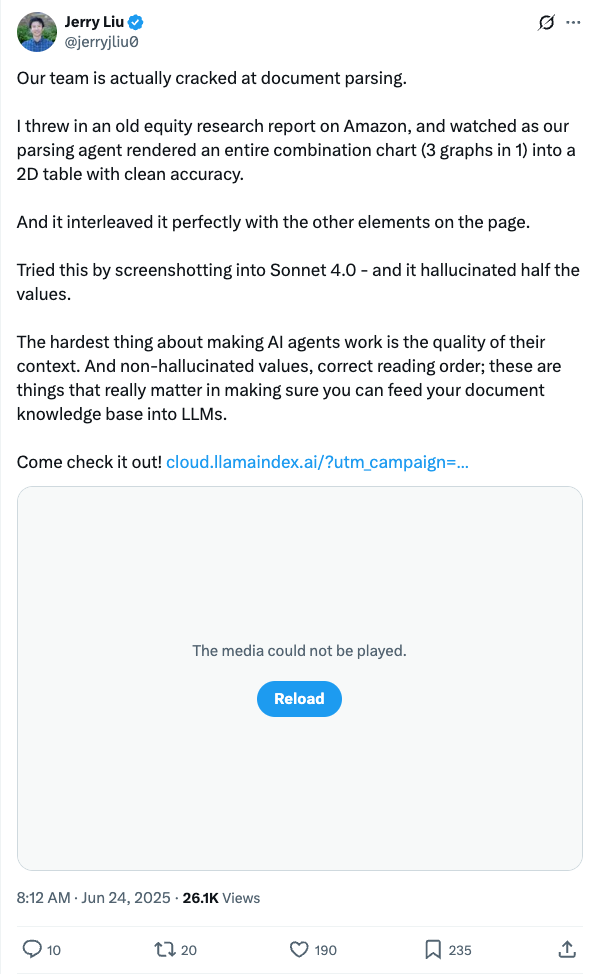 Jerry Liu
@jerryjliu0
Our team is actually cracked at document parsing.
I threw in an old equity research report on Amazon, and watched as our
parsing agent rendered an entire combination chart (3 graphs in 1) into a
2D table with clean accuracy.
And it interleaved it perfectly with the other elements on the page.
Tried this by screenshotting into Sonnet 4.0 - and it hallucinated half the
values.
The hardest thing about making AI agents work is the quality of their
context. And non-hallucinated values, correct reading order; these are
things that really matter in making sure you can feed your document
knowledge base into LLMs.
Come check it out! cloud.llamaindex.ai/?utm_campaign=...
The media could not be played.
Reload
8:12 AM · Jun 24, 2025 · 26.1K Views
10 20 190 235